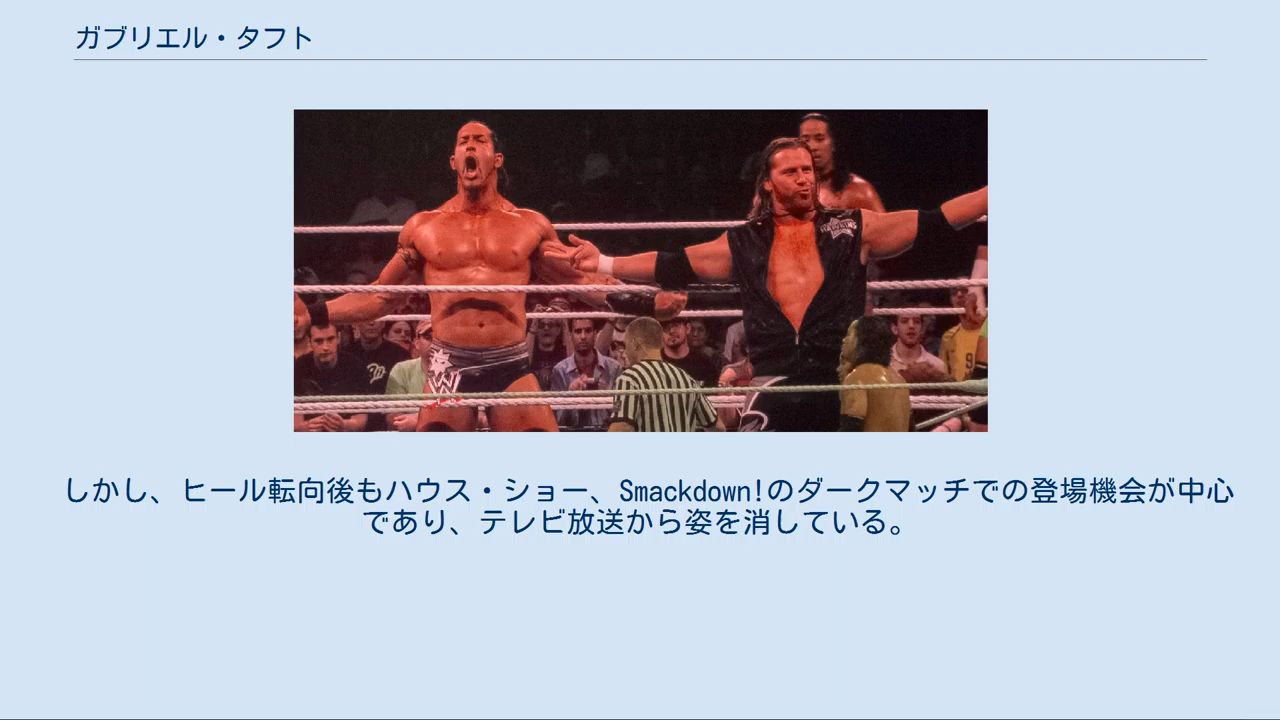 ガブリエル・タフト
しかし、ヒール転向後もハウス・ショー、Smackdown!のダークマッチでの登場機会が中心
であり、テレビ放送から姿を消している。